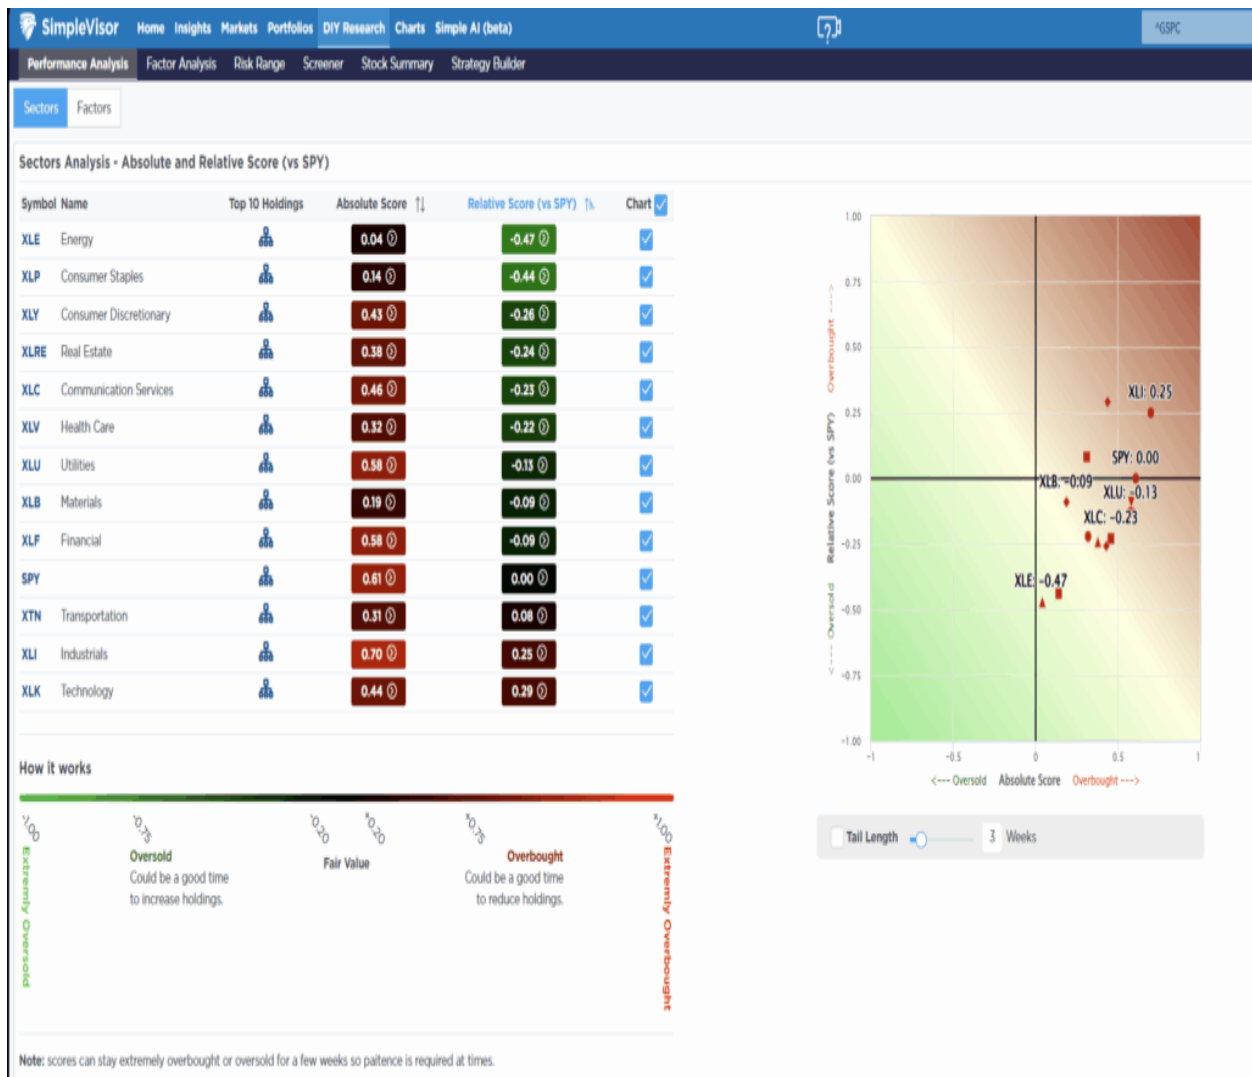 SimpleVisor Home Insights Markets Portfolios DIY Research Charts Simple AI (beta) ^GSPC
Performance Analysis Factor Analysis Risk Range Screener Stock Summary Strategy Builder
Sectors Factors
Sectors Analysis - Absolute and Relative Score (vs SPY)
Symbol Name Top 10 Holdings Absolute Score Relative Score (vs SPY) Chart
XLE Energy 0.04 -0.47
XLP Consumer Staples 0.14 -0.44
XLY Consumer Discretionary 0.43 -0.26
XLRE Real Estate 0.38 -0.24
XLC Communication Services 0.46 -0.23
XLV Health Care 0.32 -0.22
XLU Utilities 0.58 -0.13
XLB Materials 0.19 -0.09
XLF Financial 0.58 -0.09
SPY 0.61 0.00
XTN Transportation 0.31 0.08
XLI Industrials 0.70 0.25
XLK Technology 0.44 0.29
How it works
-1.00 -0.75 -0.20 +0.20 +0.75 +1.00
Extremly Oversold
Oversold
Could be a good time
to increase holdings.
Fair Value
Overbought
Could be a good time
to reduce holdings.
Extremly Overbought
Note: scores can stay extremely overbought or oversold for a few weeks so paitence is required at times.
<--- Oversold Relative Score (vs SPY) Overbought --->
1.00
0.75
0.50
0.25
0.00
-0.25
-0.50
-0.75
-1.00
XLI: 0.25
SPY: 0.00
XLB: -0.09
XLU: -0.13
XLC: -0.23
XLE: -0.47
-1 -0.5 0 0.5 1
<--- Oversold Absolute Score Overbought --->
Tail Length 3 Weeks